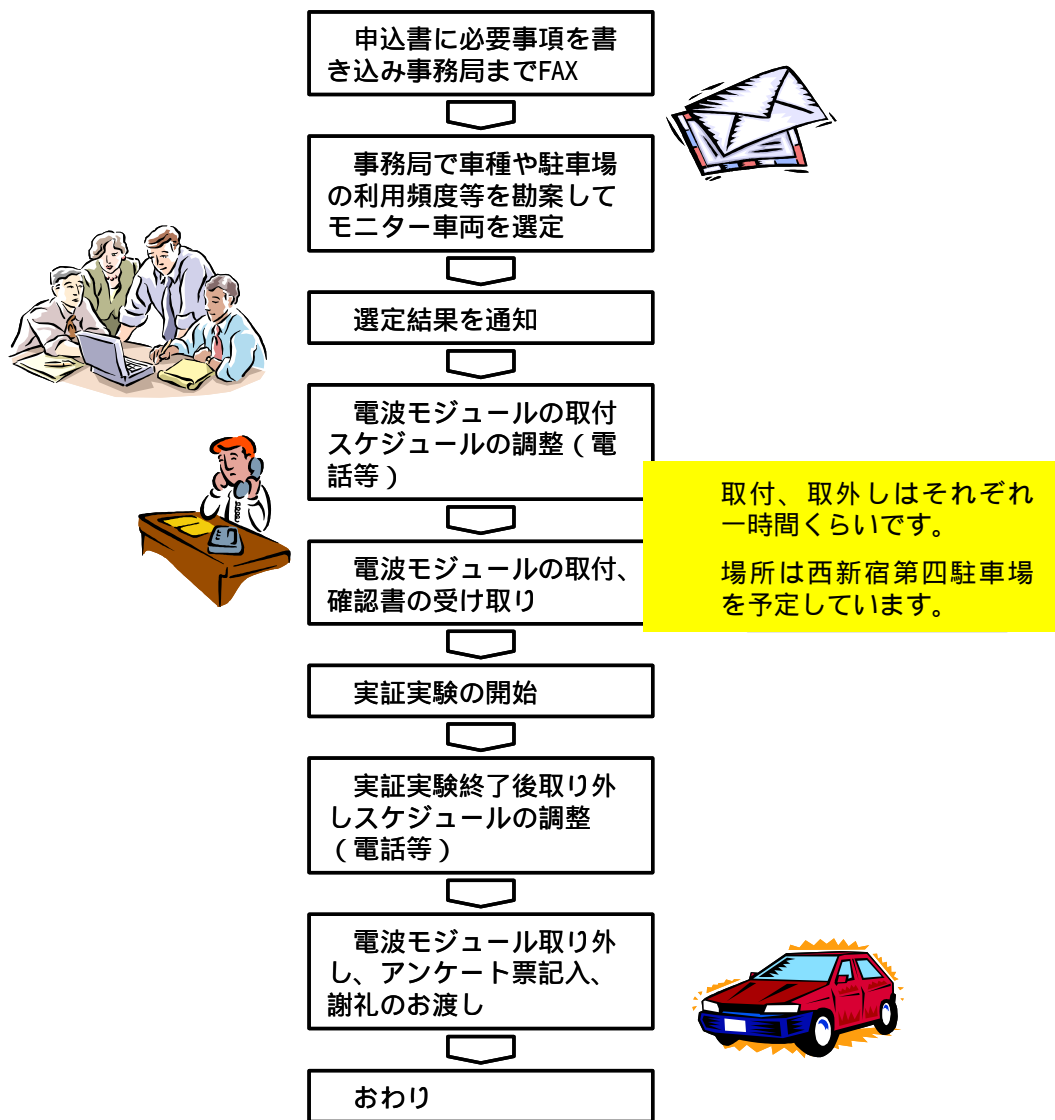 申込書に必要事項を書
き込み事務局までFAX
事務局で車種や駐車場
の利用頻度等を勘案して
モニター車両を選定
選定結果を通知
電波モジュールの取付
スケジュールの調整（電
話等）
取付、取外しはそれぞれ
一時間くらいです。
場所は西新宿第四駐車場
を予定しています。
電波モジュールの取付、
確認書の受け取り
実証実験の開始
実証実験終了後取り外
しスケジュールの調整
（電話等）
電波モジュール取り外
し、アンケート票記入、
謝礼のお渡し
おわり